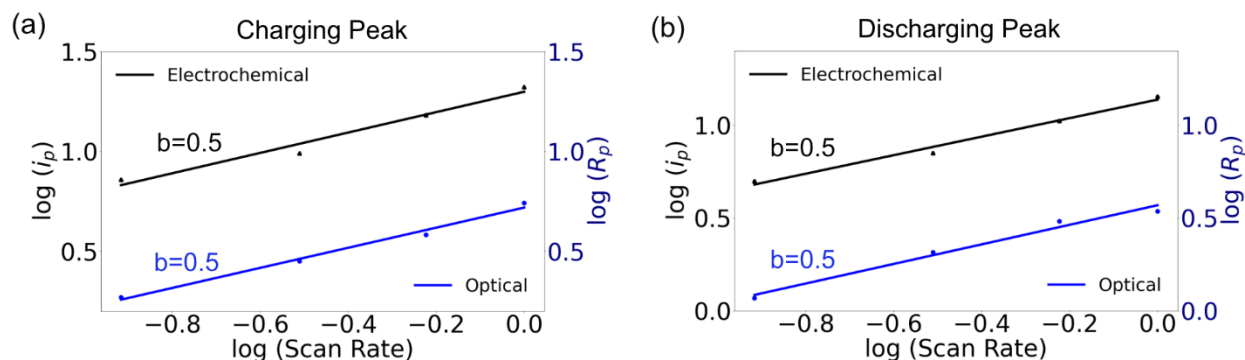 (a)
Charging Peak
1.5
1.0
0.5
log (i_p)
Electrochemical
b=0.5
b=0.5
Optical
1.5
1.0
0.5
log (R_p)
−0.8 −0.6 −0.4 −0.2 0.0
log (Scan Rate)
(b)
Discharging Peak
1.0
0.5
0.0
log (i_p)
Electrochemical
b=0.5
b=0.5
Optical
1.0
0.5
0.0
log (R_p)
−0.8 −0.6 −0.4 −0.2 0.0
log (Scan Rate)